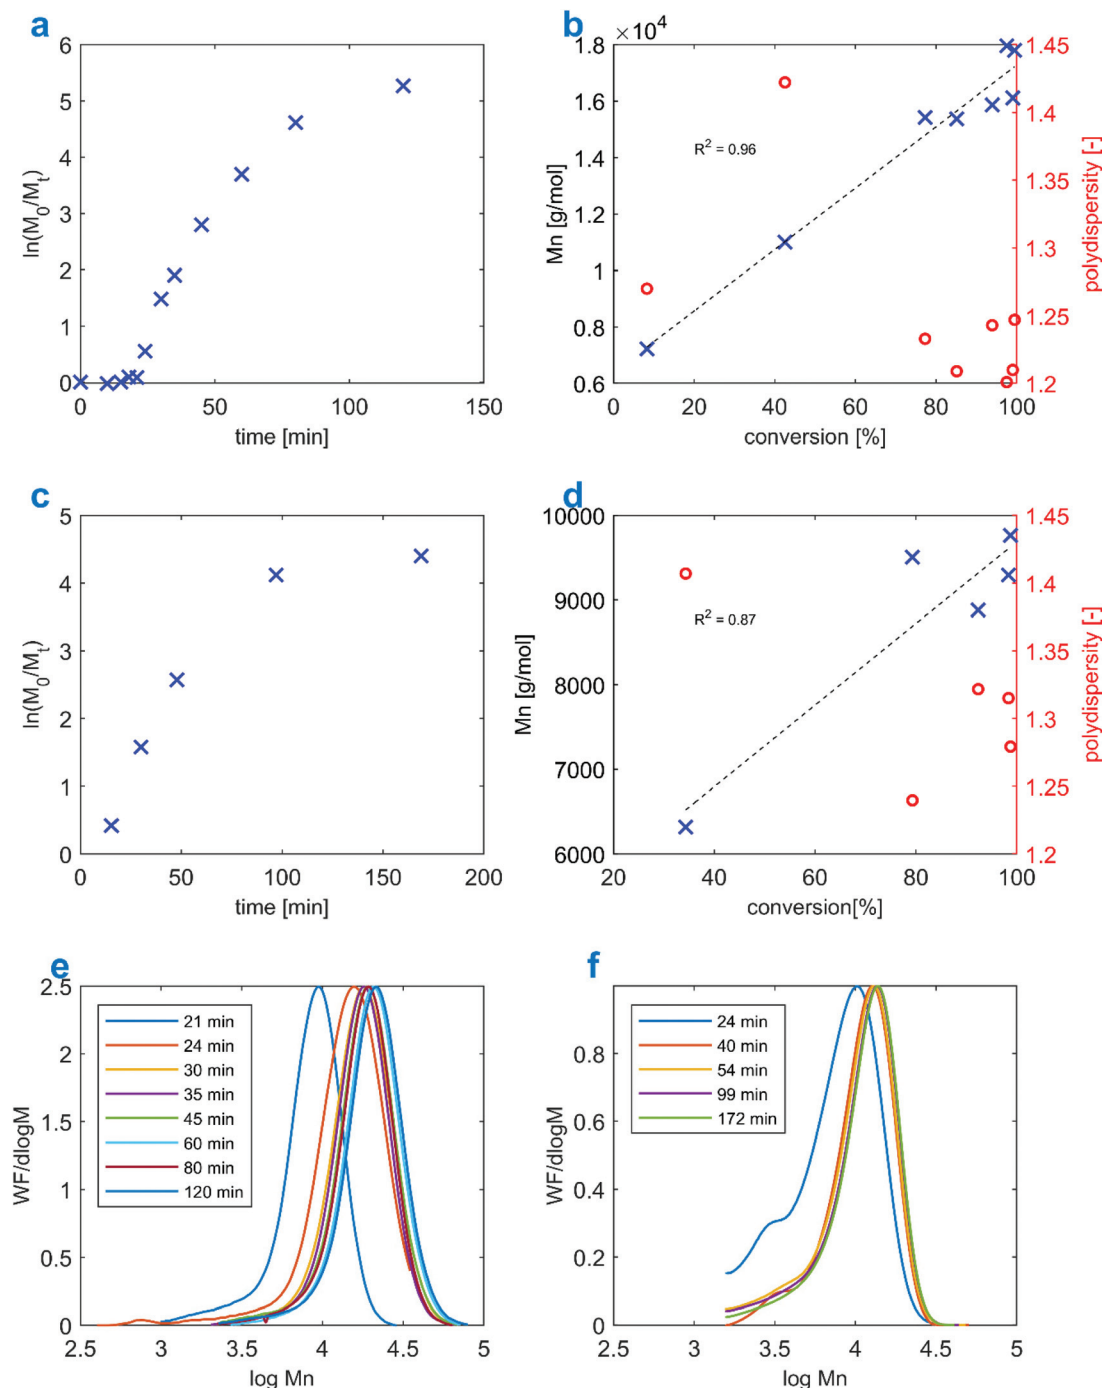 a
6
5
4
3
2
1
0
ln(M0/Mt)
0
50
100
150
time [min]
b
× 10^4
1.8
1.6
1.4
1.2
1
0.8
0.6
Mn [g/mol]
R2 = 0.96
1.45
1.4
1.35
1.3
1.25
1.2
polydispersity [-]
0
20
40
60
80
100
conversion [%]
c
5
4
3
2
1
0
ln(M0/Mt)
0
50
100
150
200
time [min]
d
10000
9000
8000
7000
6000
Mn [g/mol]
R2 = 0.87
1.45
1.4
1.35
1.3
1.25
1.2
polydispersity [-]
20
40
60
80
100
conversion[%]
e
2.5
2
1.5
1
0.5
0
WF/dlogM
21 min
24 min
30 min
35 min
45 min
60 min
80 min
120 min
2.5
3
3.5
4
4.5
5
log Mn
f
0.8
0.6
0.4
0.2
0
WF/dlogM
24 min
40 min
54 min
99 min
172 min
2.5
3
3.5
4
4.5
5
log Mn